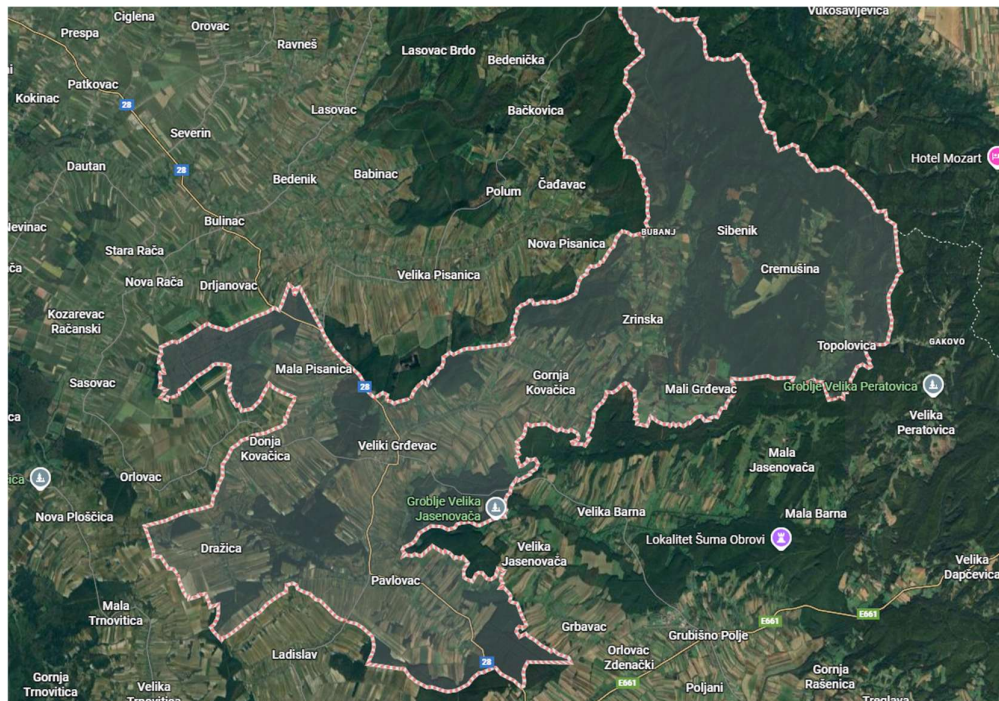 Ciglena
Prespa
Orovac
Vukosavljevica
Ravneš
Lasovac Brdo
Bedenička
Patkovac
Kokinac
28
Bačkovica
Lasovac
Severin
Dautan
28
Bedenik
Babinac
Hotel Mozart
Čađavac
Polum
Bulinac
BUBANJ
Sibenik
Nova Pisanica
Stara Rača
Velika Pisanica
Cremušina
Nova Rača
Drljanovac
Kozarevac
Račanski
Zrinska
Topolovica
GAKOVO
Mala Pisanica
Sasovac
28
Gornja
Kovačica
Mali Grđevac
Groblje Velika Peratovica
Velika
Peratovica
Donja
Kovačica
Veliki Grđevac
Mala
Jasenovača
Orlovac
Groblje Velika
Jasenovača
Nova Ploščica
Velika Barna
Mala Barna
Lokalitet Šuma Obrovi
Dražica
Velika
Jasenovača
Velika
Dapčevica
Pavlovac
Mala
Trnovitica
E661
E661
Grbavac
Grubišno Polje
Ladislav
28
Orlovac
Zdenački
E661
Gornja
Trnovitica
Velika
Trnovitica
Poljani
Gornja
Rašenica
Treglava